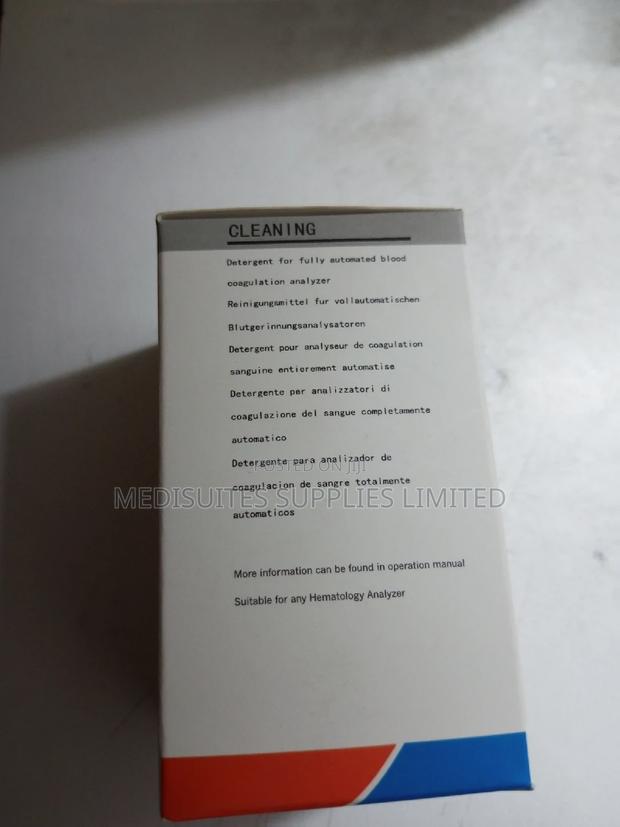 CLEANING
Detergent for fully automated blood
coagulation analyzer
Reinigungsmittel fur vollautomatischen
Blutgerinnungsanalysatoren
Detergent pour analyseur de coagulation
sanguine entierement automatise
Detergente per analizzatori di
coagulazione del sangue completamente
automatico
Detergente para analizador de
POSTED ON JIJI
coagulacion de sangre totalmente
MEDISUITES SUPPLIES LIMITED
automaticos
More information can be found in operation manual
Suitable for any Hematology Analyzer